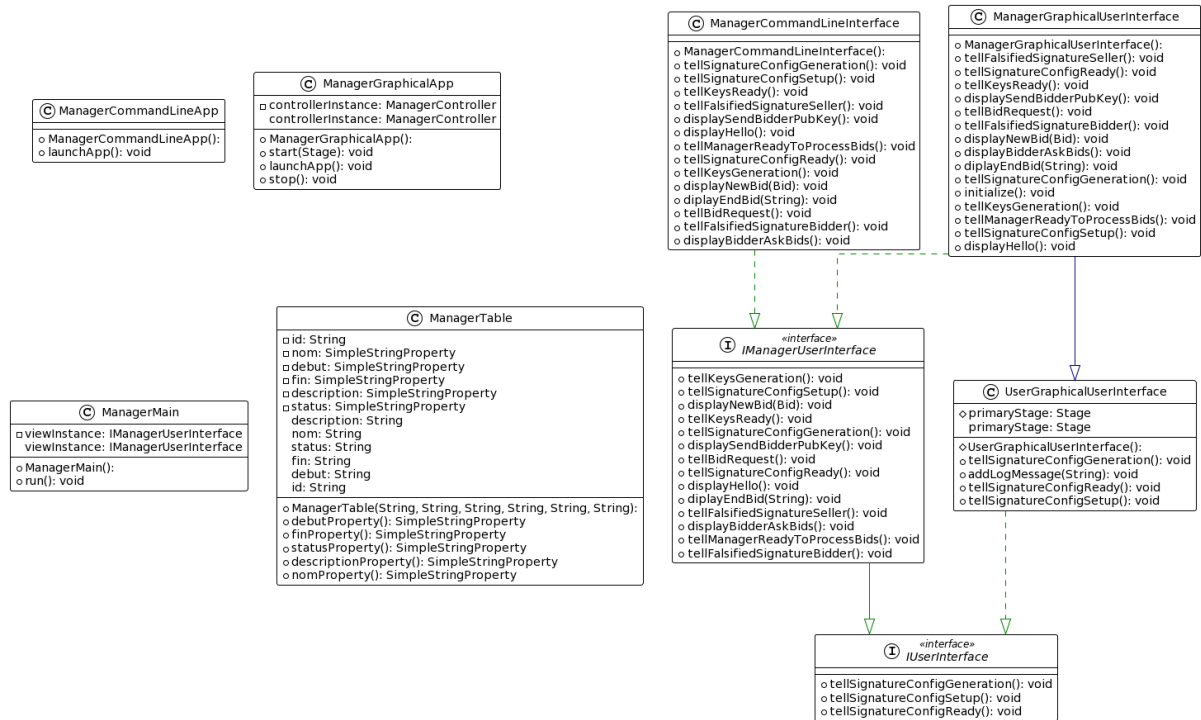 C ManagerCommandLineApp
ManagerCommandLineApp():
launchApp(): void
C ManagerGraphicalApp
controllerInstance: ManagerController
controllerInstance: ManagerController
ManagerGraphicalApp():
start(Stage): void
launchApp(): void
stop(): void
C ManagerCommandLineInterface
ManagerCommandLineInterface():
tellSignatureConfigGeneration(): void
tellSignatureConfigSetup(): void
tellKeysReady(): void
tellFalsifiedSignatureSeller(): void
displaySendBidderPubKey(): void
displayHello(): void
tellManagerReadyToProcessBids(): void
tellSignatureConfigReady(): void
tellKeysGeneration(): void
displayNewBid(Bid): void
diplayEndBid(String): void
tellBidRequest(): void
tellFalsifiedSignatureBidder(): void
displayBidderAskBids(): void
C ManagerGraphicalUserInterface
ManagerGraphicalUserInterface():
tellFalsifiedSignatureSeller(): void
tellSignatureConfigReady(): void
tellKeysReady(): void
displaySendBidderPubKey(): void
tellBidRequest(): void
tellFalsifiedSignatureBidder(): void
displayNewBid(Bid): void
displayBidderAskBids(): void
diplayEndBid(String): void
tellSignatureConfigGeneration(): void
initialize(): void
tellKeysGeneration(): void
tellManagerReadyToProcessBids(): void
tellSignatureConfigSetup(): void
displayHello(): void
C ManagerMain
viewInstance: IManagerUserInterface
viewInstance: IManagerUserInterface
ManagerMain():
run(): void
C ManagerTable
id: String
nom: SimpleStringProperty
debut: SimpleStringProperty
fin: SimpleStringProperty
description: SimpleStringProperty
status: SimpleStringProperty
description: String
nom: String
status: String
fin: String
debut: String
id: String
ManagerTable(String, String, String, String, String, String):
debutProperty(): SimpleStringProperty
finProperty(): SimpleStringProperty
statusProperty(): SimpleStringProperty
descriptionProperty(): SimpleStringProperty
nomProperty(): SimpleStringProperty
«interface»
I IManagerUserInterface
tellKeysGeneration(): void
tellSignatureConfigSetup(): void
displayNewBid(Bid): void
tellKeysReady(): void
tellSignatureConfigGeneration(): void
displaySendBidderPubKey(): void
tellBidRequest(): void
tellSignatureConfigReady(): void
displayHello(): void
diplayEndBid(String): void
tellFalsifiedSignatureSeller(): void
displayBidderAskBids(): void
tellManagerReadyToProcessBids(): void
tellFalsifiedSignatureBidder(): void
C UserGraphicalUserInterface
primaryStage: Stage
primaryStage: Stage
UserGraphicalUserInterface():
tellSignatureConfigGeneration(): void
addLogMessage(String): void
tellSignatureConfigReady(): void
tellSignatureConfigSetup(): void
«interface»
I IUserInterface
tellSignatureConfigGeneration(): void
tellSignatureConfigSetup(): void
tellSignatureConfigReady(): void